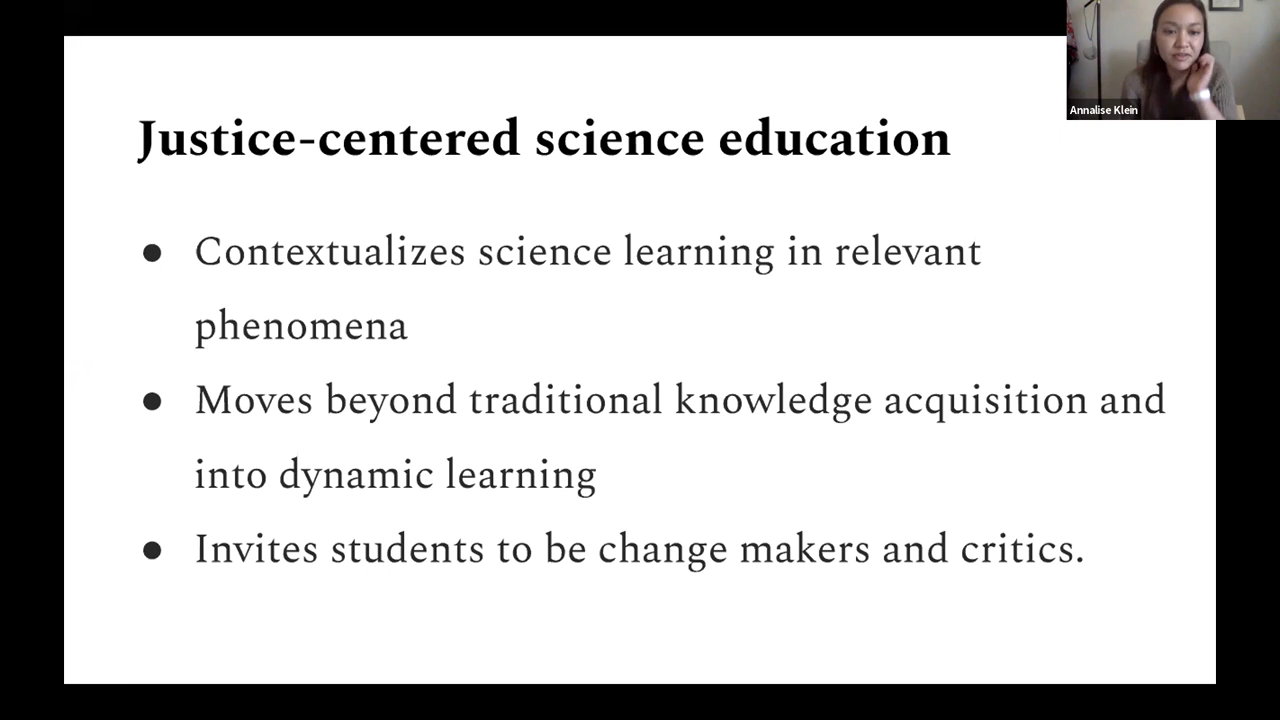 Annalise Klein
Justice-centered science education
● Contextualizes science learning in relevant
phenomena
● Moves beyond traditional knowledge acquisition and
into dynamic learning
● Invites students to be change makers and critics.